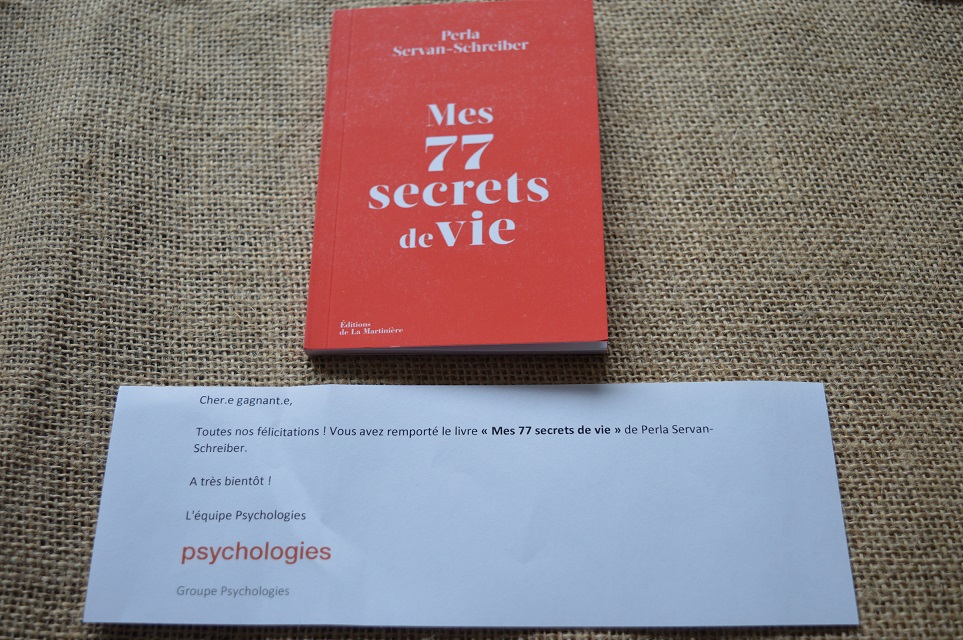 Perla
Servan-Schreiber
Mes
77
secrets
de vie
Éditions
de La Martinière
Cher.e gagnant.e,
Toutes nos félicitations ! Vous avez remporté le livre « Mes 77 secrets de vie » de Perla Servan-
Schreiber.
A très bientôt !
L'équipe Psychologies
psychologies
Groupe Psychologies